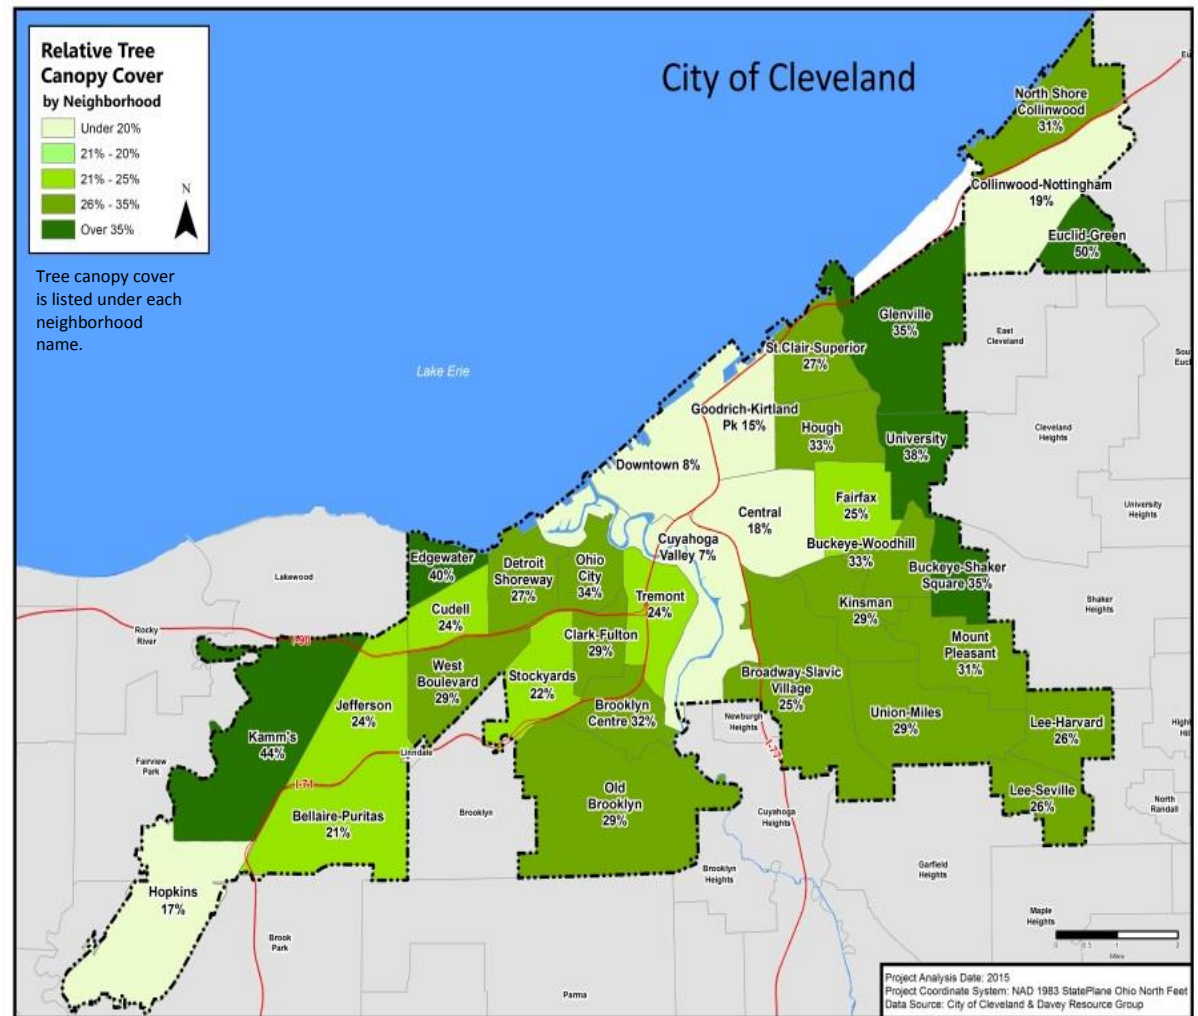 Relative Tree
Canopy Cover
by Neighborhood
Under 20%
21% - 20%
21% - 25%
26% - 35%
Over 35%
N
Tree canopy cover
is listed under each
neighborhood
name.
City of Cleveland
Lake Erie
North Shore
Collinwood
31%
Collinwood-Nottingham
19%
Euclid-Green
50%
Glenville
35%
East
Cleveland
St.Clair-Superior
27%
Goodrich-Kirtland
Pk 15%
Hough
33%
University
38%
Cleveland
Heights
Downtown 8%
Fairfax
25%
Central
18%
University
Heights
Cuyahoga
Valley 7%
Buckeye-Woodhill
33%
Buckeye-Shaker
Square 35%
Shaker
Heights
Lakewood
Edgewater
40%
Detroit
Shoreway
27%
Ohio
City
34%
Tremont
24%
Cudell
24%
Kinsman
29%
Mount
Pleasant
31%
Rocky
River
I-90
Clark-Fulton
29%
West
Boulevard
29%
Stockyards
22%
Broadway-Slavic
Village
25%
Jefferson
24%
Brooklyn
Centre 32%
Newburgh
Heights
Union-Miles
29%
Lee-Harvard
26%
Kamm's
44%
Linndale
I-77
Fairview
Park
I-71
Old
Brooklyn
29%
Lee-Seville
26%
North
Randall
Bellaire-Puritas
21%
Brooklyn
Cuyahoga
Heights
Brooklyn
Heights
Garfield
Heights
Hopkins
17%
Maple
Heights
Brook
Park
Parma
0 0.5 1 2
Miles
Project Analysis Date: 2015
Project Coordinate System: NAD 1983 StatePlane Ohio North Feet
Data Source: City of Cleveland & Davey Resource Group